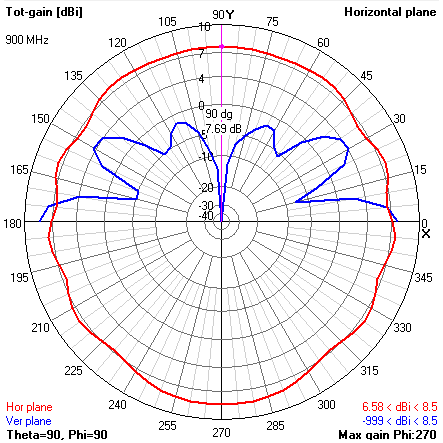 Tot-gain [dBi] Horizontal plane
900 MHz
90 Y
105 75
120 60
135 45
150 30
165 15
180 0 X
195 345
210 330
225 315
240 300
255 285
270
10
7
4
0
-5
-10
-20
-30
-40
90 dg
7.69 dB
Hor plane 6.58 < dBi < 8.5
Ver plane -999 < dBi < 8.5
Theta=90, Phi=90 Max gain Phi:270